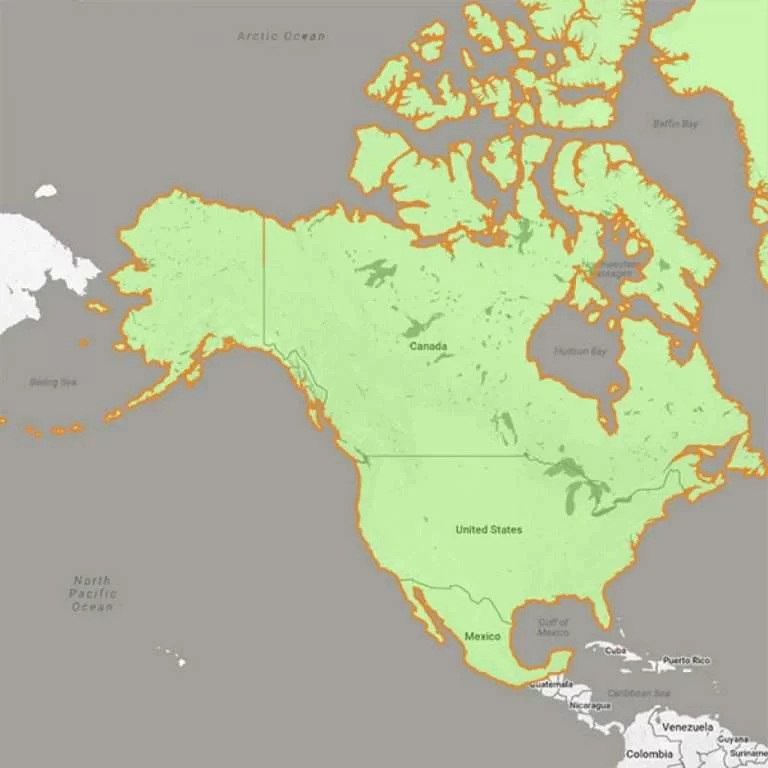 Arctic Ocean
Baffin Bay
Northwestern
Passages
Canada
Hudson Bay
Bering Sea
United States
North
Pacific
Ocean
Gulf of
Mexico
Mexico
Cuba
Puerto Rico
Guatemala
Caribbean Sea
Nicaragua
Venezuela
Guyana
Suriname
Colombia